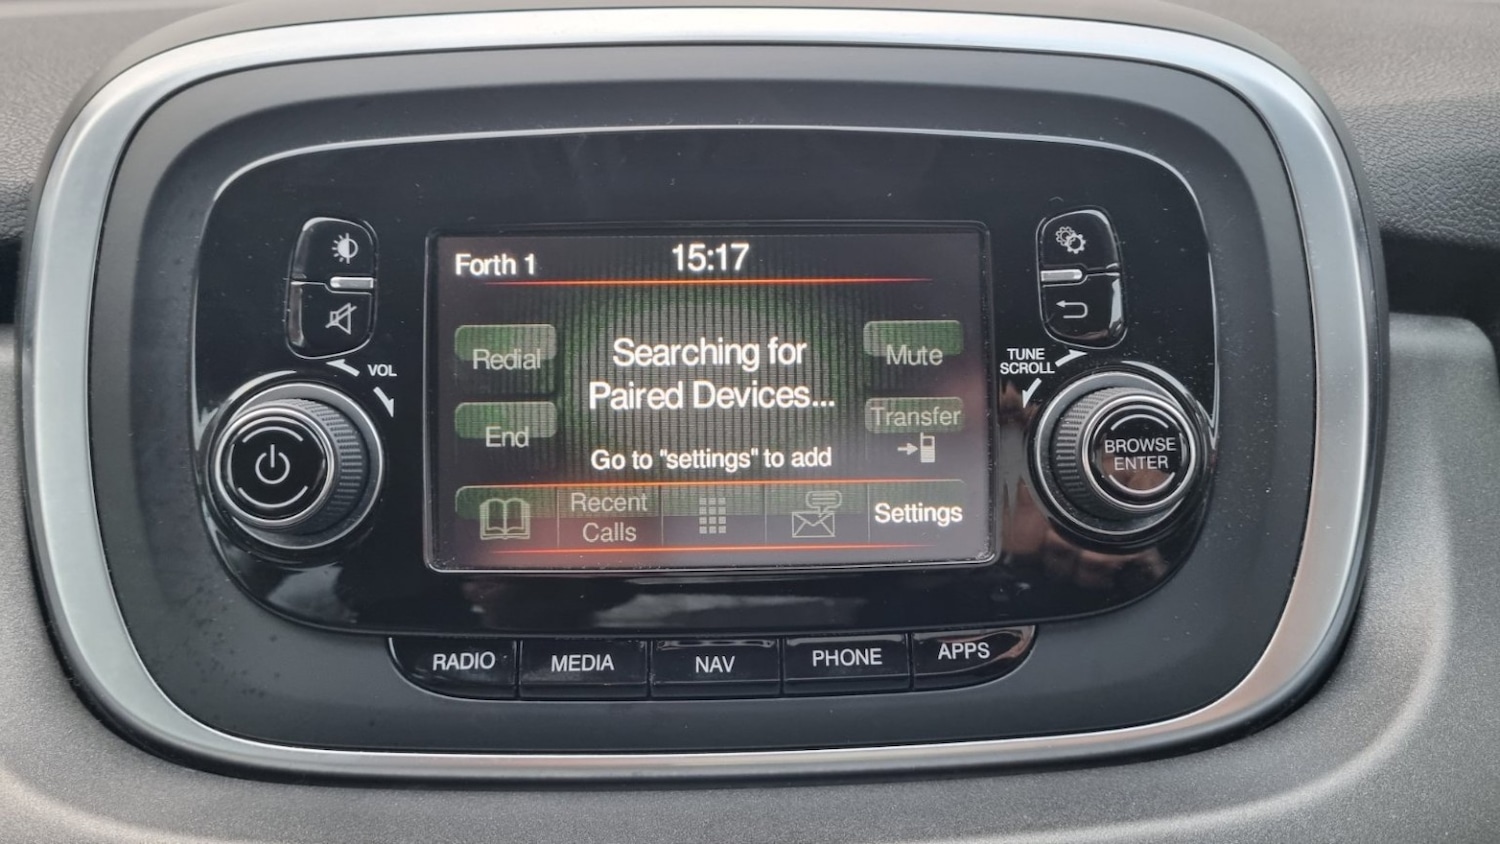 Forth 1
15:17
Redial
Searching for
Paired Devices...
Mute
End
Transfer
Go to "settings" to add
Recent
Calls
Settings
VOL
TUNE
SCROLL
BROWSE
ENTER
RADIO
MEDIA
NAV
PHONE
APPS